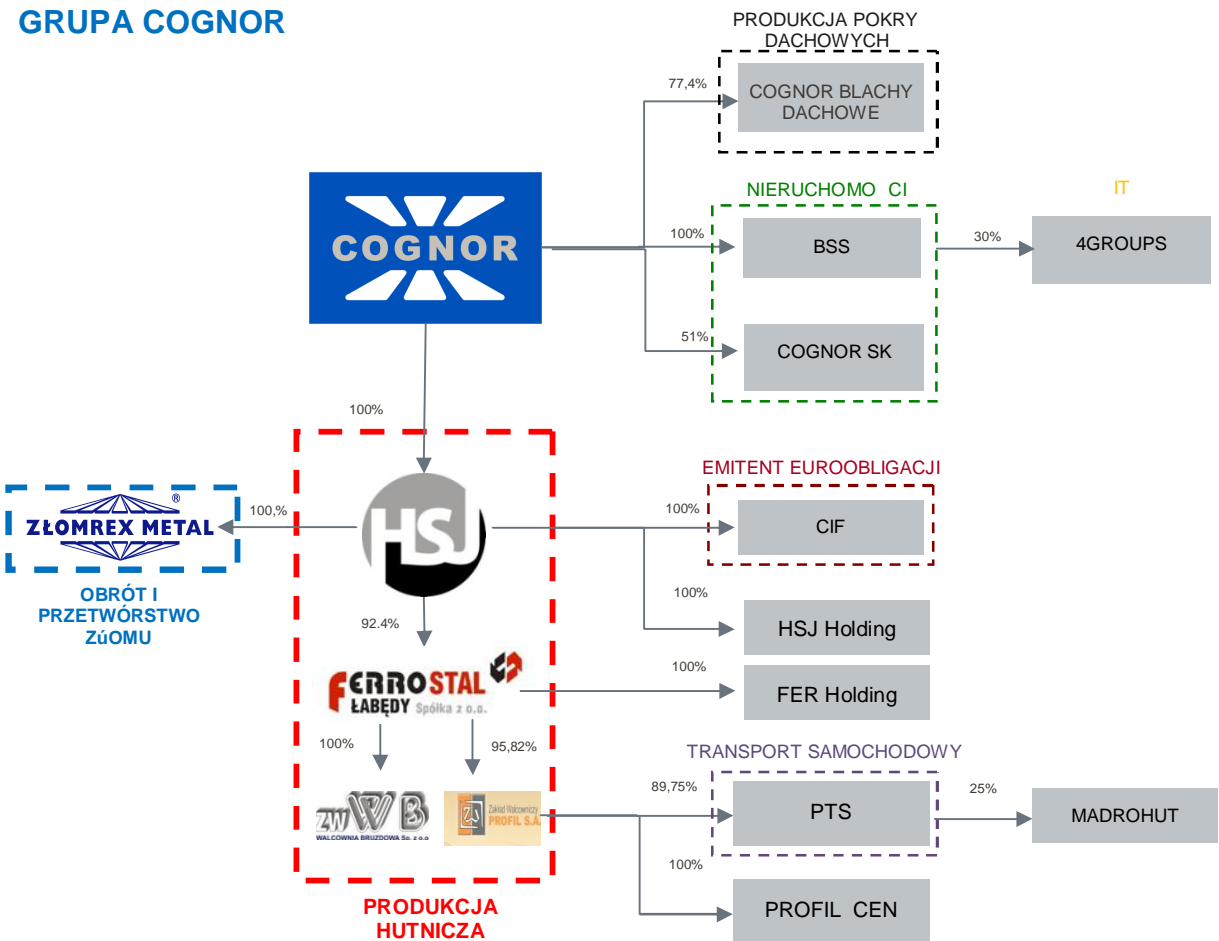 GRUPA COGNOR
PRODUKCJA POKRY
DACHOWYCH
77,4%
COGNOR BLACHY
DACHOWE
COGNOR
NIERUCHOMO CI
IT
100%
BSS
30%
4GROUPS
51%
COGNOR SK
100%
EMITENT EUROOBLIGACJI
ZŁOMREX METAL ®
100,%
HSJ
100%
CIF
OBRÓT I
PRZETWÓRSTWO
ZúOMU
92.4%
100%
HSJ Holding
FERROSTAL
ŁABĘDY Spółka z o.o.
100%
FER Holding
100%
95,82%
TRANSPORT SAMOCHODOWY
ZW WB
WALCOWNIA BRUZDOWA Sp. z o.o
Zakład Walcowniczy
PROFIL S.A.
89,75%
PTS
25%
MADROHUT
100%
PROFIL CEN
PRODUKCJA
HUTNICZA